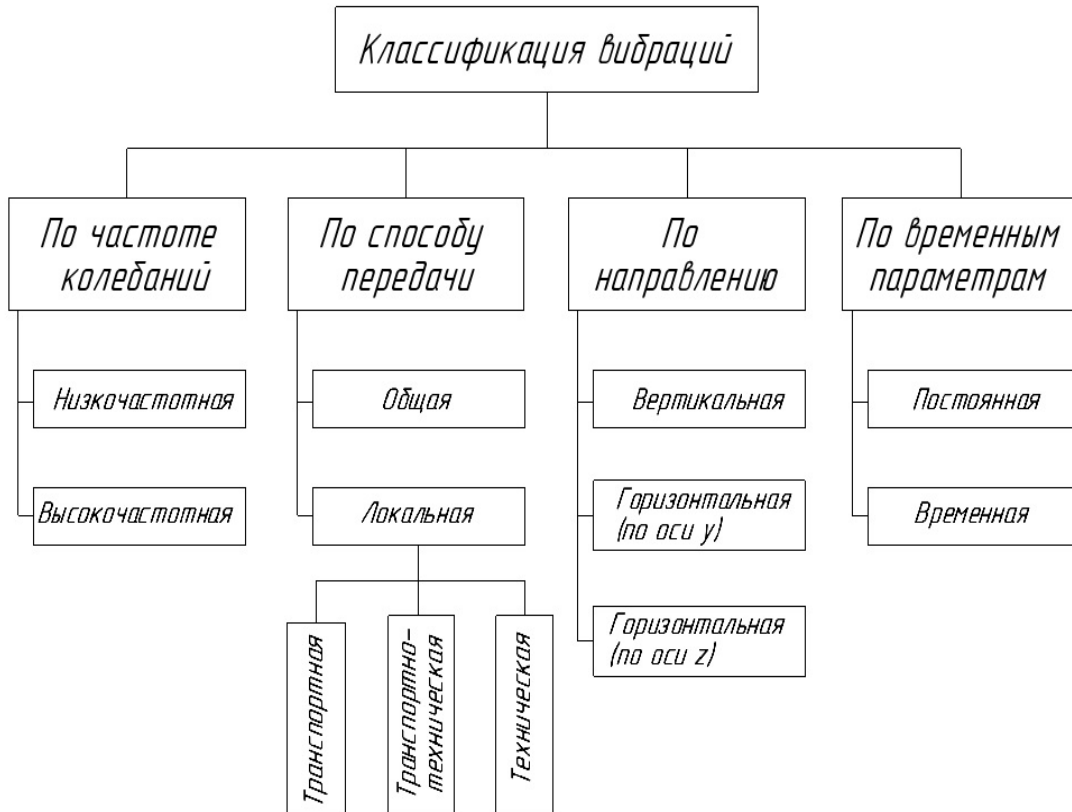 Классификация вибраций
По частоте
колебаний
Низкочастотная
Высокочастотная
По способу
передачи
Общая
Локальная
Транспортная
Транспортно-
техническая
Техническая
По
направлению
Вертикальная
Горизонтальная
(по оси y)
Горизонтальная
(по оси z)
По временным
параметрам
Постоянная
Временная